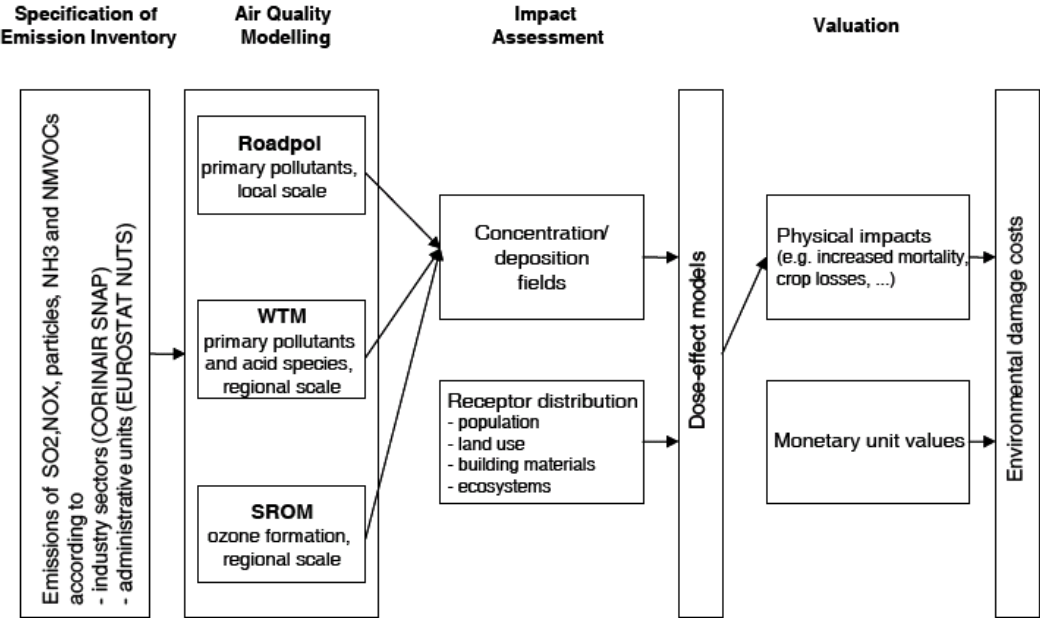 Specification of
Emission Inventory
Air Quality
Modelling
Impact
Assessment
Valuation
Emissions of SO2,NOX, particles, NH3 and NMVOCs
according to
- industry sectors (CORINAIR SNAP)
- administrative units (EUROSTAT NUTS)
Roadpol
primary pollutants,
local scale
WTM
primary pollutants
and acid species,
regional scale
SROM
ozone formation,
regional scale
Concentration/
deposition
fields
Receptor distribution
- population
- land use
- building materials
- ecosystems
Dose-effect models
Physical impacts
(e.g. increased mortality,
crop losses, ...)
Monetary unit values
Environmental damage costs